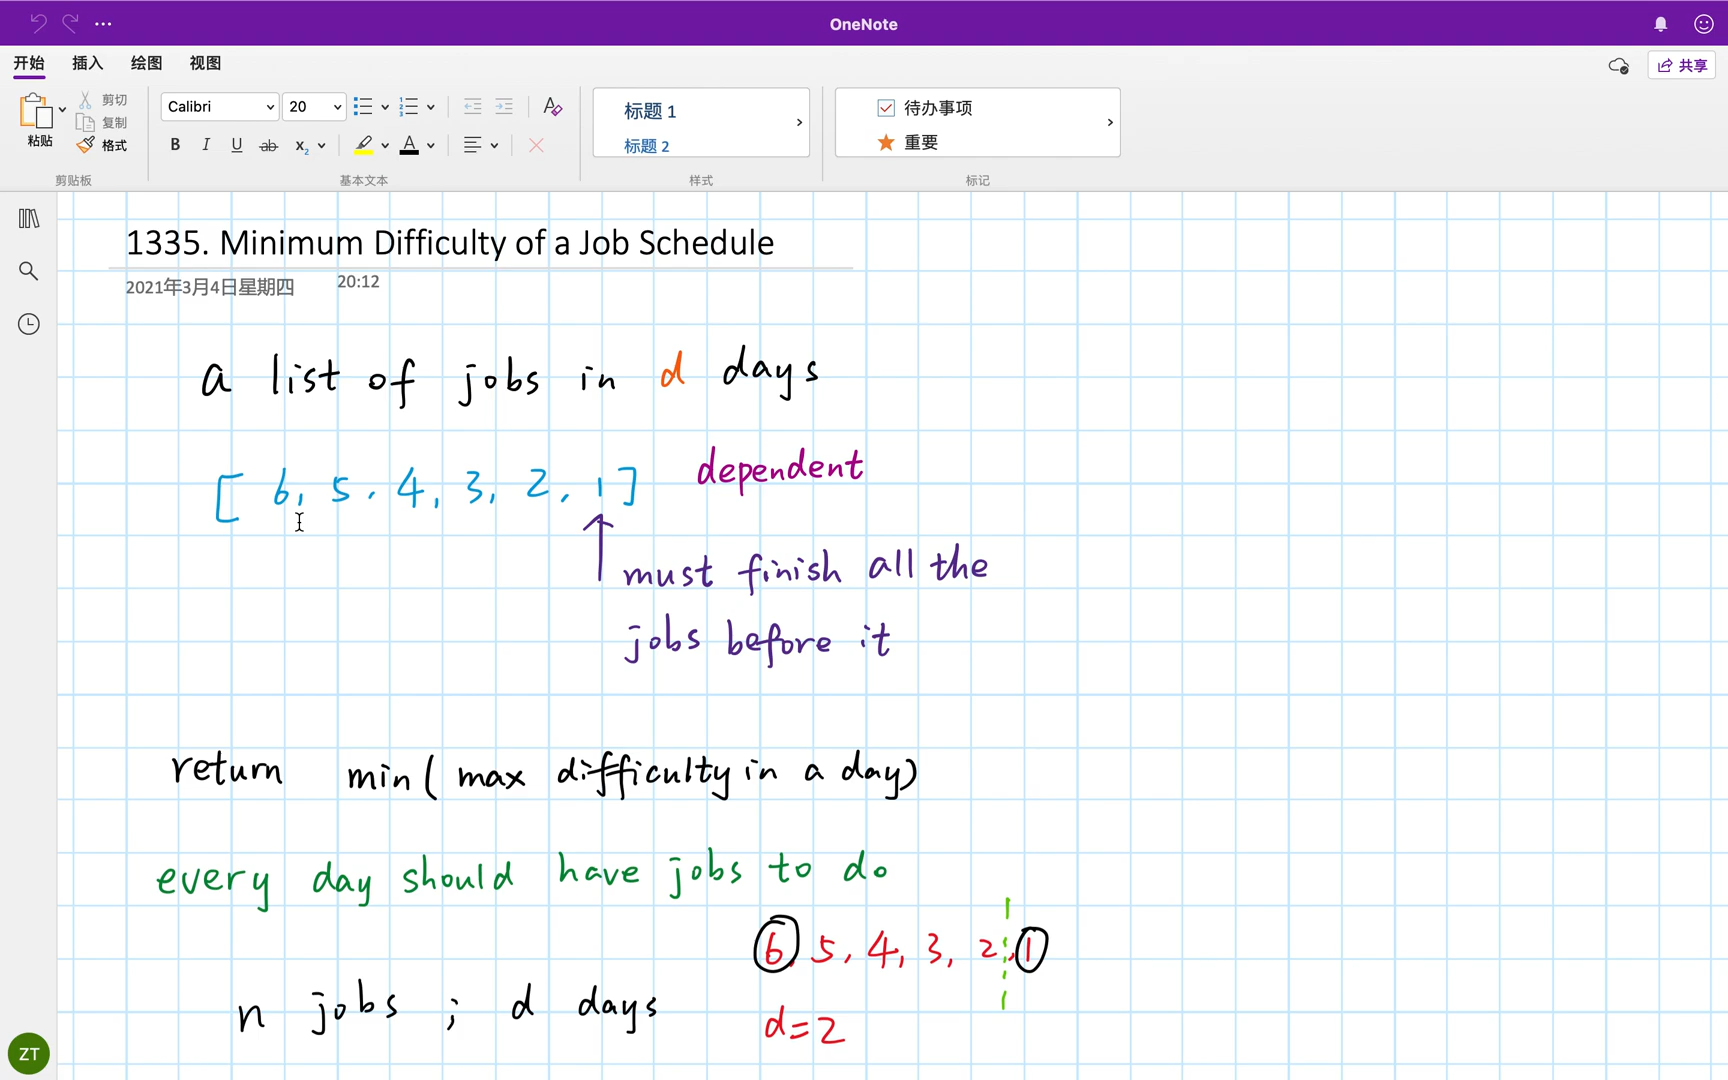 OneNote
开始 插入 绘图 视图
共享
粘贴
剪切
复制
格式
Calibri 20
B I U ab x₂ A
标题 1
标题 2
待办事项
重要
剪贴板 基本文本 样式 标记
1335. Minimum Difficulty of a Job Schedule
2021年3月4日星期四 20:12
a list of jobs in d days
[ 6, 5, 4, 3, 2, 1 ] dependent
must finish all the
jobs before it
return min( max difficulty in a day)
every day should have jobs to do
6, 5, 4, 3, 2, 1
n jobs ; d days
d=2
ZT